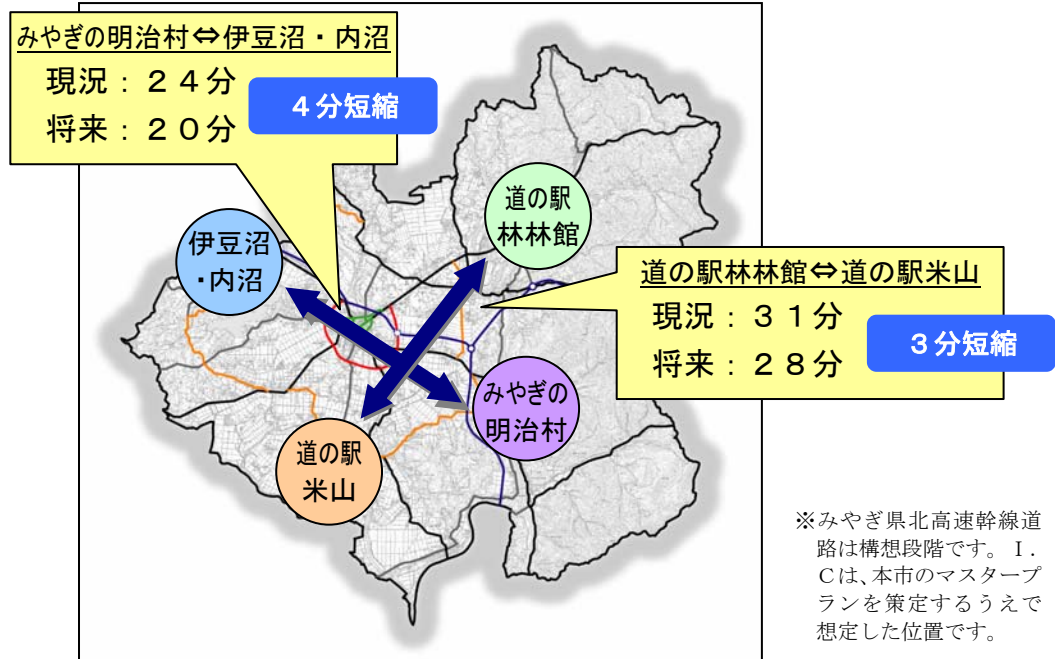 みやぎの明治村⇔伊豆沼・内沼
現況：２４分
将来：２０分
４分短縮
道の駅
林林館
伊豆沼
・内沼
道の駅林林館⇔道の駅米山
現況：３１分
将来：２８分
３分短縮
みやぎの
明治村
道の駅
米山
※みやぎ県北高速幹線道
路は構想段階です。Ｉ．
Ｃは、本市のマスタープ
ランを策定するうえで
想定した位置です。